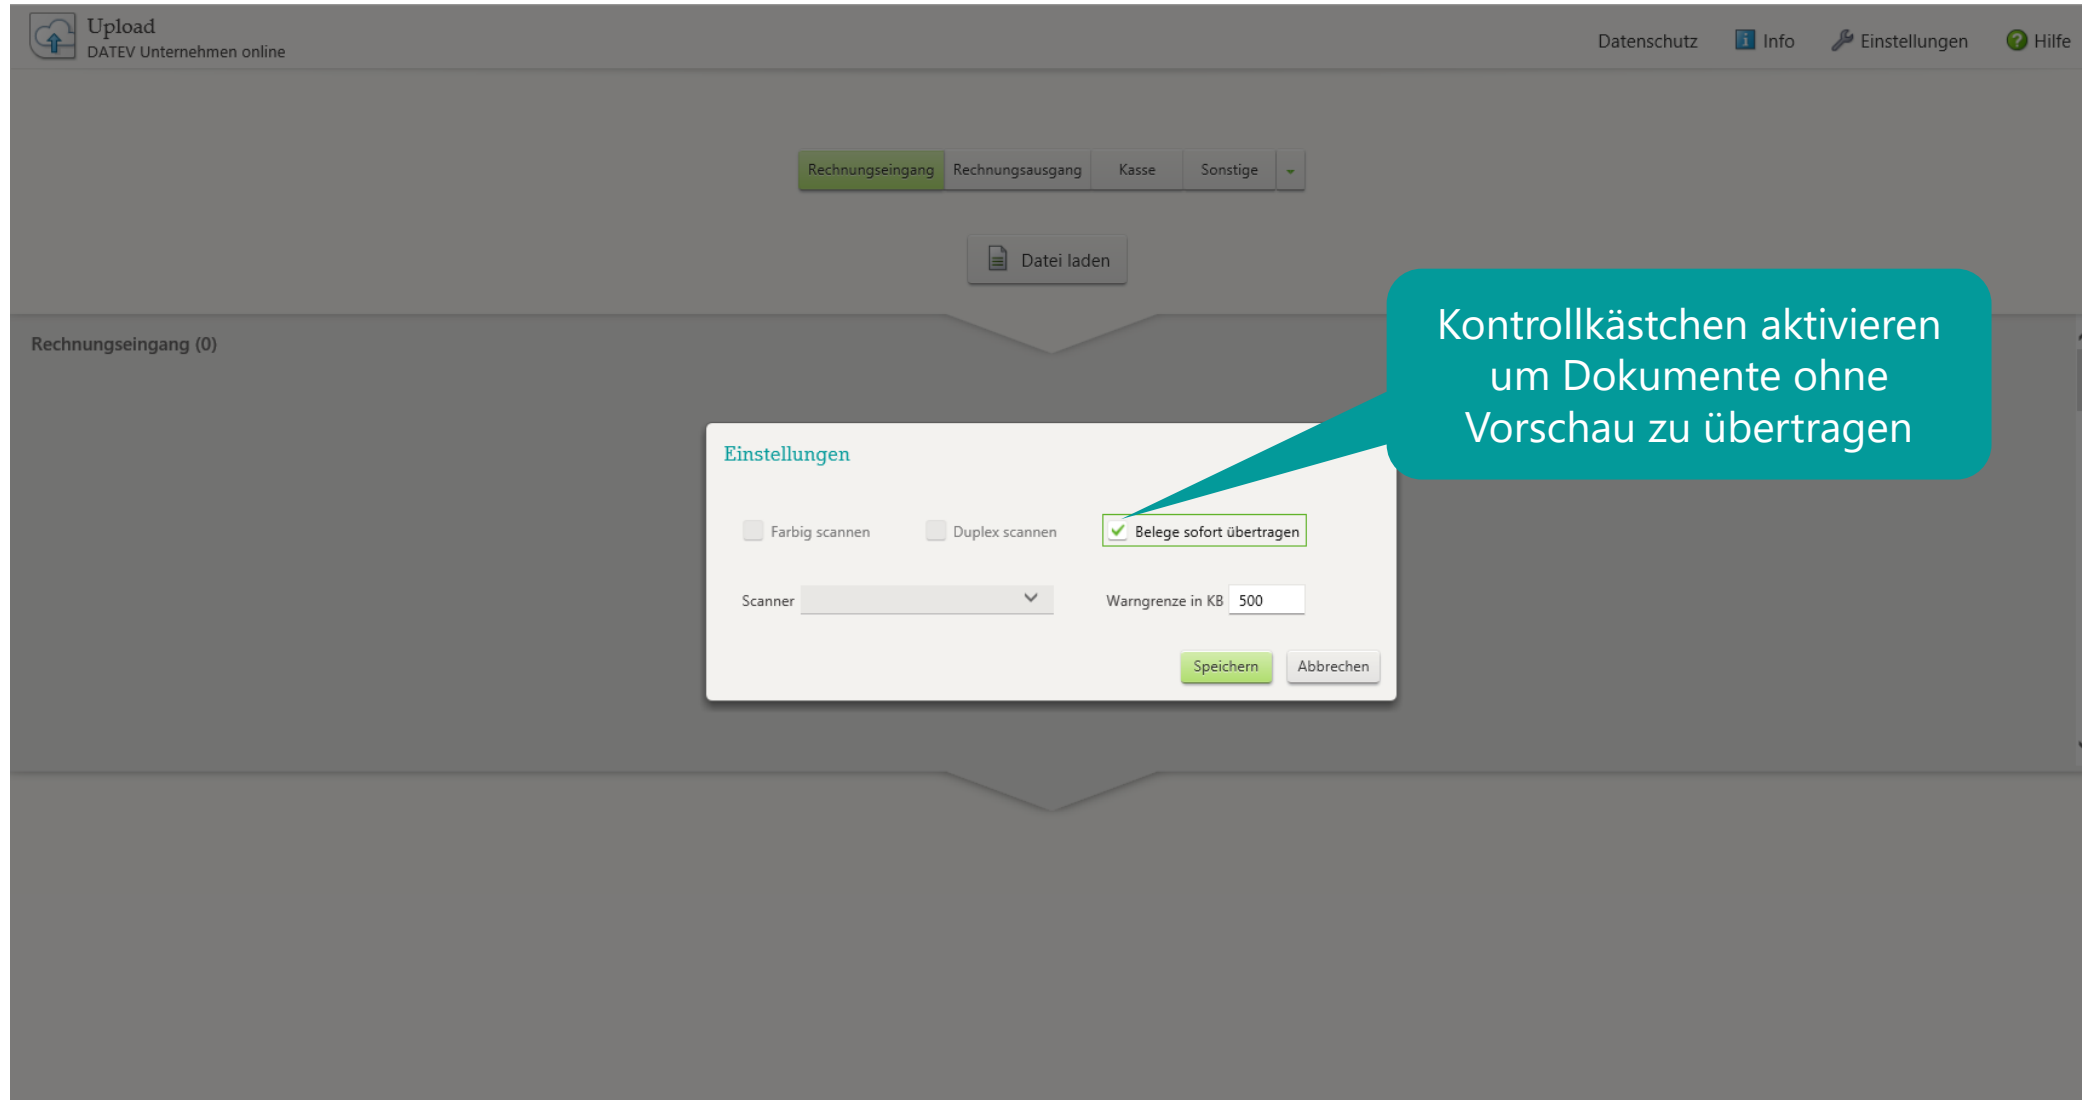 Upload
DATEV Unternehmen online
Datenschutz
Info
Einstellungen
Hilfe
Rechnungseingang
Rechnungsausgang
Kasse
Sonstige
Datei laden
Rechnungseingang (0)
Kontrollkästchen aktivieren
um Dokumente ohne
Vorschau zu übertragen
Einstellungen
Farbig scannen
Duplex scannen
Belege sofort übertragen
Scanner
Warngrenze in KB 500
Speichern
Abbrechen